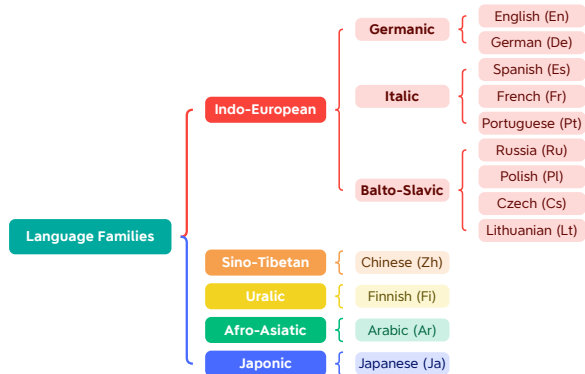 Language Families
Indo-European
Germanic
English (En)
German (De)
Italic
Spanish (Es)
French (Fr)
Portuguese (Pt)
Balto-Slavic
Russia (Ru)
Polish (Pl)
Czech (Cs)
Lithuanian (Lt)
Sino-Tibetan
Chinese (Zh)
Uralic
Finnish (Fi)
Afro-Asiatic
Arabic (Ar)
Japonic
Japanese (Ja)